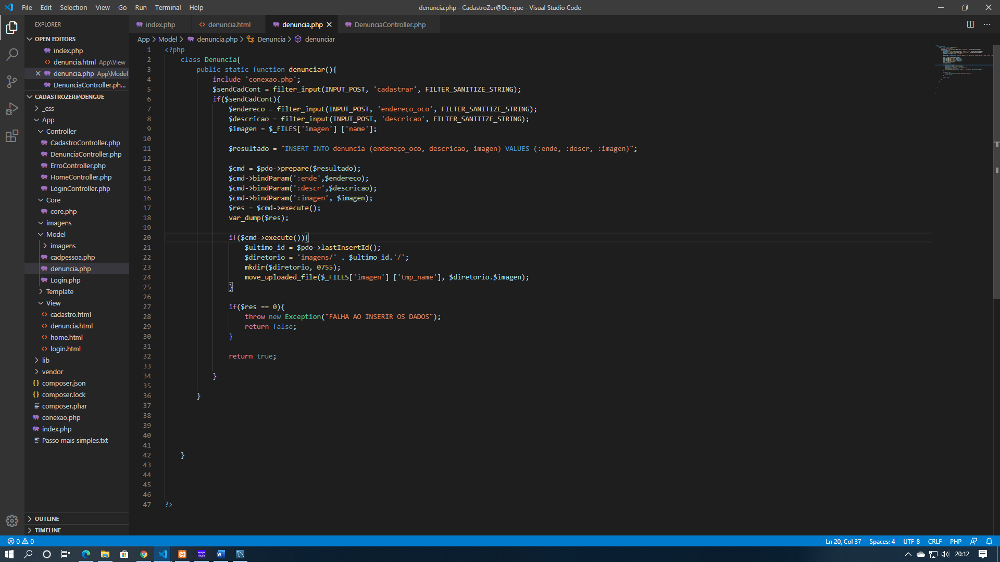 File Edit Selection View Go Run Terminal Help
denuncia.php - CadastroZer@Dengue - Visual Studio Code
EXPLORER
OPEN EDITORS
index.php
denuncia.html App\View
denuncia.php App\Model
DenunciaController.ph...
CADASTROZER@DENGUE
_css
App
Controller
CadastroController.php
DenunciaController.php
ErroController.php
HomeController.php
LoginController.php
Core
core.php
imagens
Model
imagens
cadpessoa.php
denuncia.php
Login.php
Template
View
cadastro.html
denuncia.html
home.html
login.html
lib
vendor
composer.json
composer.lock
composer.phar
conexao.php
index.php
Passo mais simples.txt
OUTLINE
TIMELINE
index.php denuncia.html denuncia.php DenunciaController.php
App > Model > denuncia.php > Denuncia > denunciar
1 <?php
2 class Denuncia{
3 public static function denunciar(){
4 include 'conexao.php';
5 $sendCadCont = filter_input(INPUT_POST, 'cadastrar', FILTER_SANITIZE_STRING);
6 if($sendCadCont){
7 $endereco = filter_input(INPUT_POST, 'endereço_oco', FILTER_SANITIZE_STRING);
8 $descricao = filter_input(INPUT_POST, 'descricao', FILTER_SANITIZE_STRING);
9 $imagen = $_FILES['imagen'] ['name'];
10
11 $resultado = "INSERT INTO denuncia (endereço_oco, descricao, imagen) VALUES (:ende, :descr, :imagen)";
12
13 $cmd = $pdo->prepare($resultado);
14 $cmd->bindParam(':ende',$endereco);
15 $cmd->bindParam(':descr',$descricao);
16 $cmd->bindParam(':imagen', $imagen);
17 $res = $cmd->execute();
18 var_dump($res);
19
20 if($cmd->execute()){
21 $ultimo_id = $pdo->lastInsertId();
22 $diretorio = 'imagens/' . $ultimo_id.'/';
23 mkdir($diretorio, 0755);
24 move_uploaded_file($_FILES['imagen'] ['tmp_name'], $diretorio.$imagen);
25 }
26
27 if($res == 0){
28 throw new Exception("FALHA AO INSERIR OS DADOS");
29 return false;
30 }
31
32 return true;
33
34 }
35
36 }
37
38
39
40
41
42 }
43
44
45
46
47 ?>
0 0
Ln 20, Col 37 Spaces: 4 UTF-8 CRLF PHP
20:12